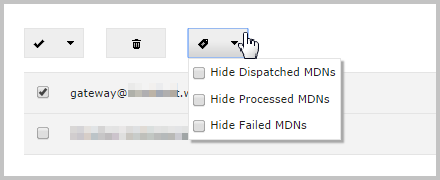 Hide Dispatched MDNs
gateway@
Hide Processed MDNs
Hide Failed MDNs